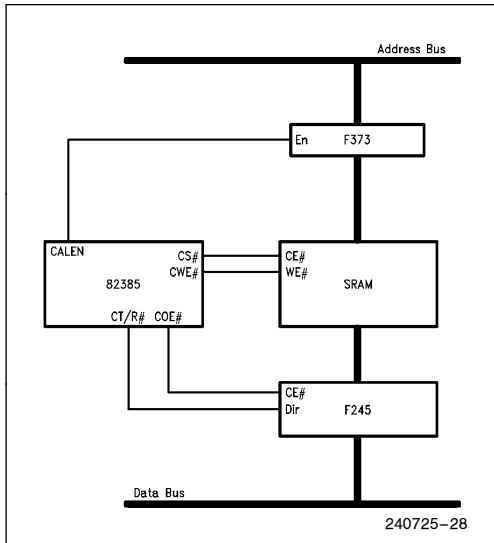 Address Bus
En F373
CALEN
CS# CE#
CWE# WE#
82385 SRAM
CT/R# COE#
CE#
Dir F245
Data Bus
240725-28